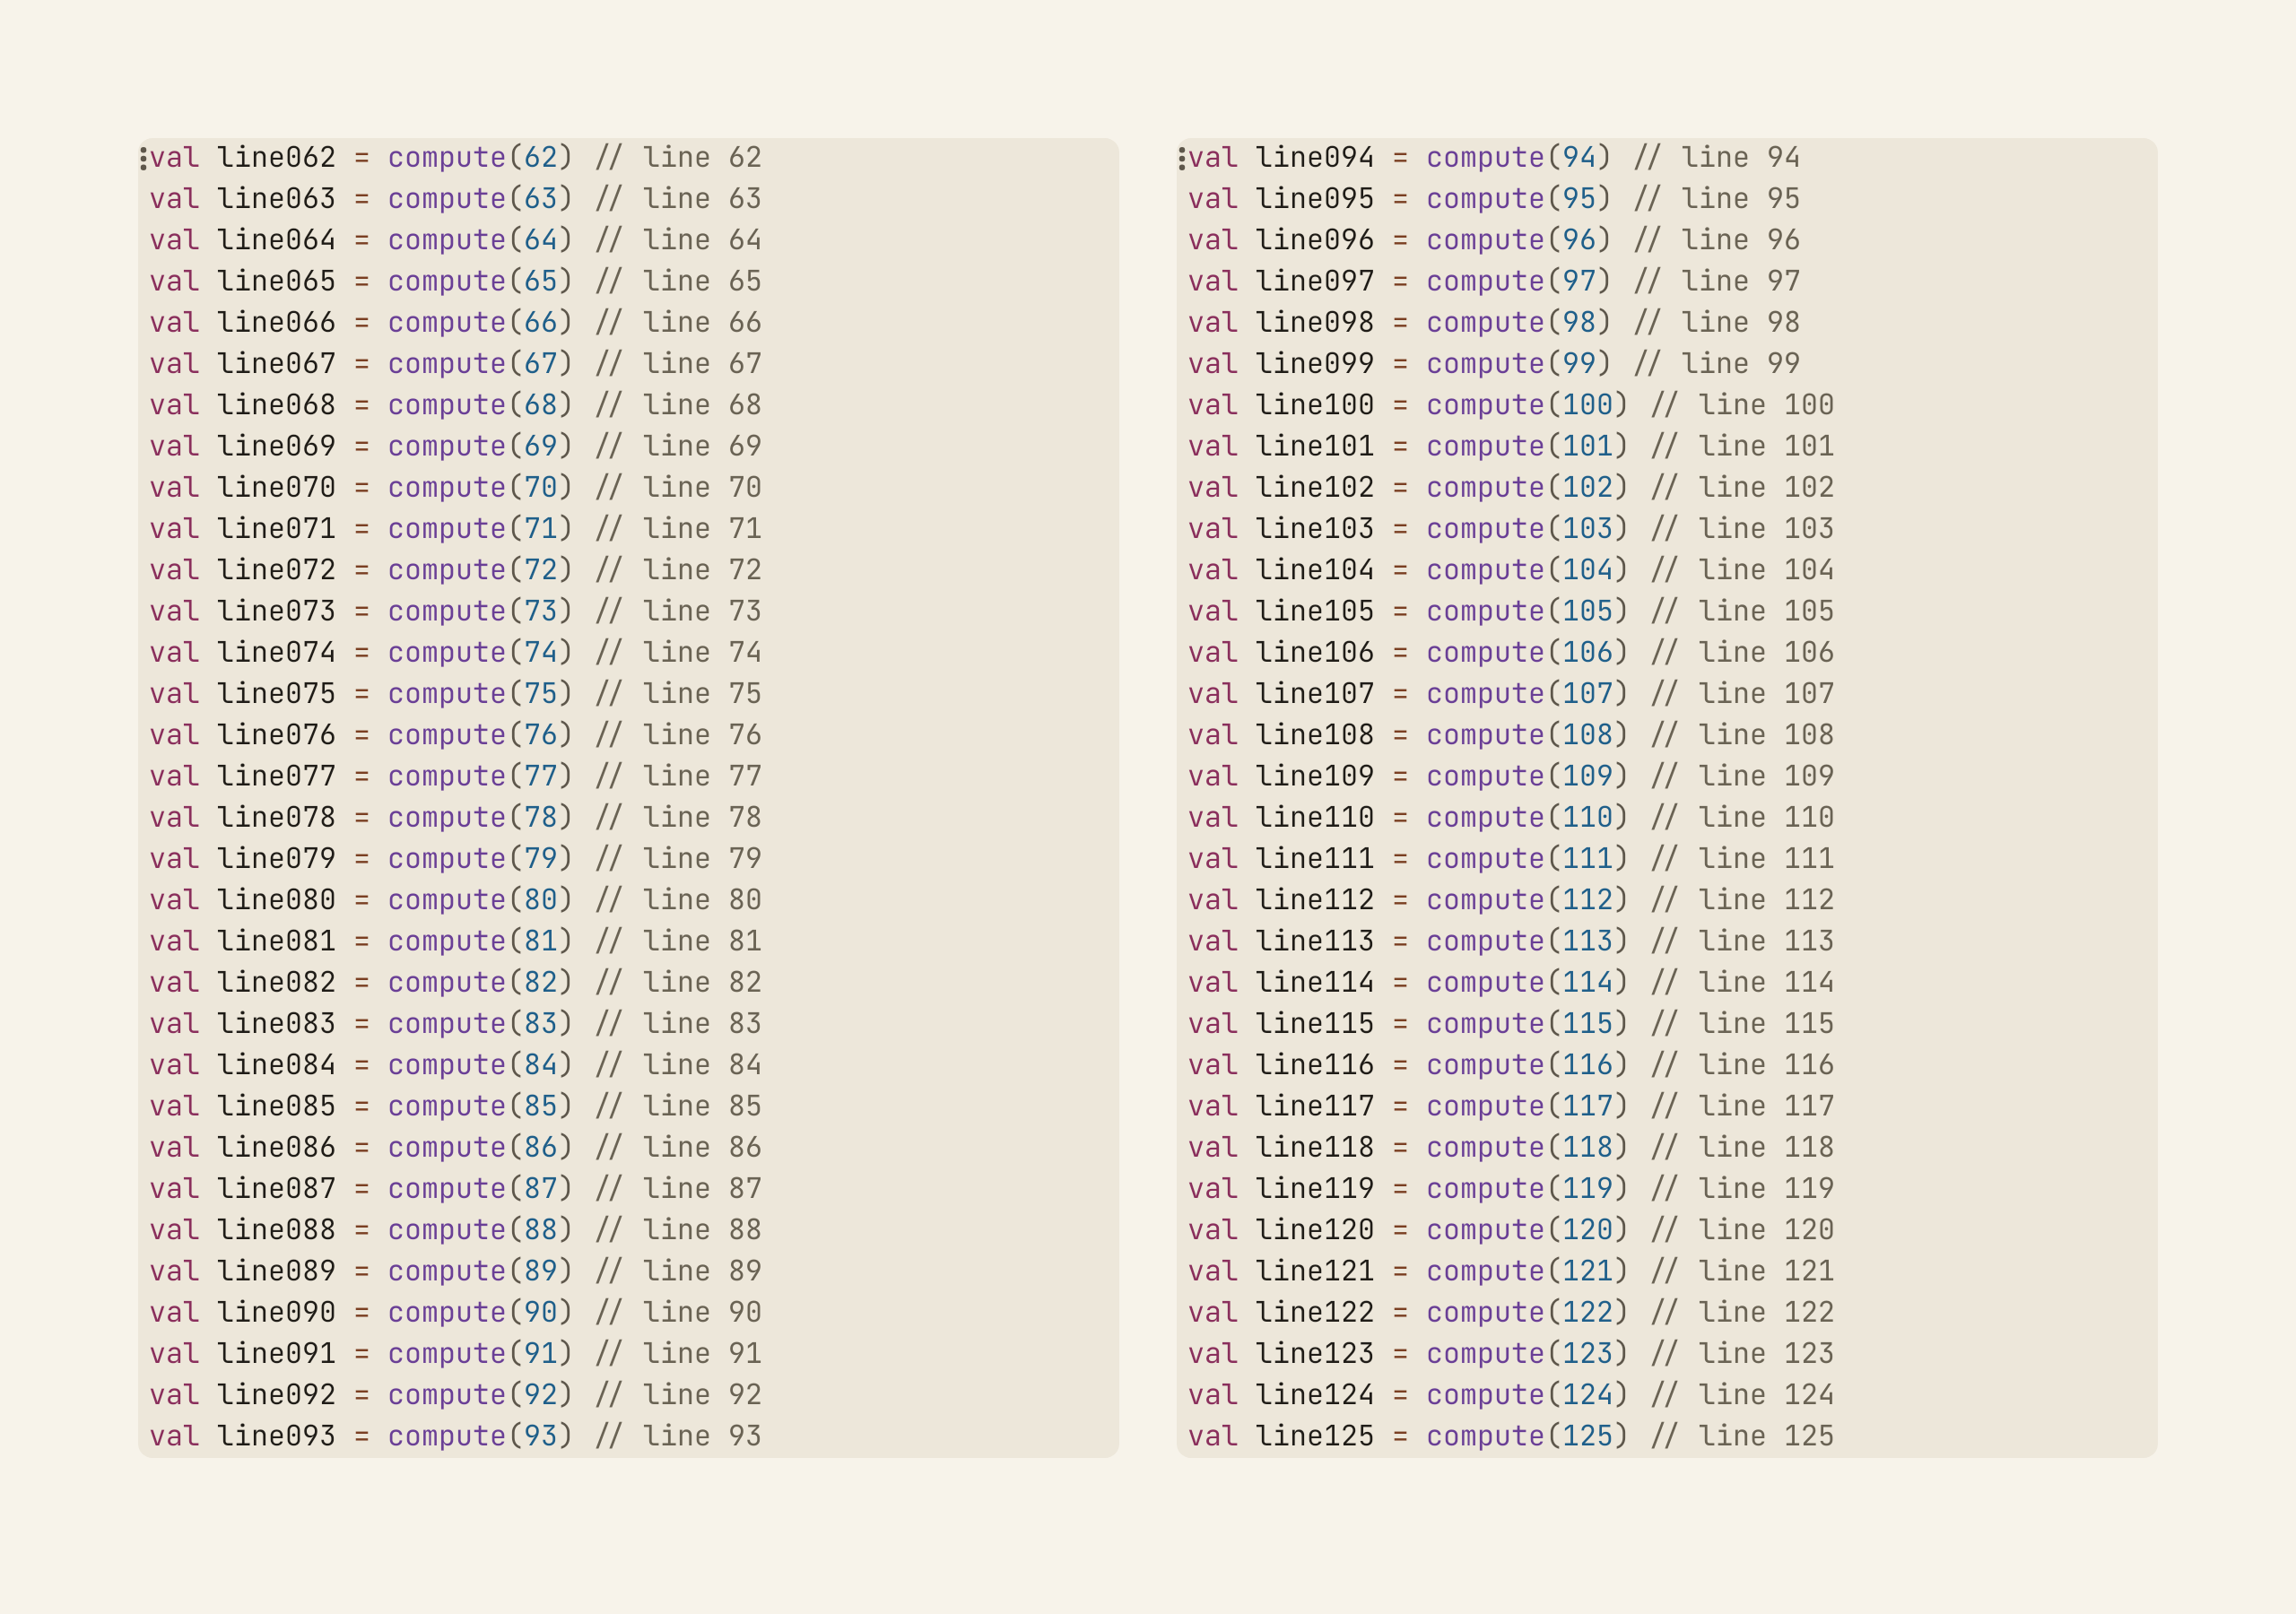 val line062 = compute(62) // line 62
val line063 = compute(63) // line 63
val line064 = compute(64) // line 64
val line065 = compute(65) // line 65
val line066 = compute(66) // line 66
val line067 = compute(67) // line 67
val line068 = compute(68) // line 68
val line069 = compute(69) // line 69
val line070 = compute(70) // line 70
val line071 = compute(71) // line 71
val line072 = compute(72) // line 72
val line073 = compute(73) // line 73
val line074 = compute(74) // line 74
val line075 = compute(75) // line 75
val line076 = compute(76) // line 76
val line077 = compute(77) // line 77
val line078 = compute(78) // line 78
val line079 = compute(79) // line 79
val line080 = compute(80) // line 80
val line081 = compute(81) // line 81
val line082 = compute(82) // line 82
val line083 = compute(83) // line 83
val line084 = compute(84) // line 84
val line085 = compute(85) // line 85
val line086 = compute(86) // line 86
val line087 = compute(87) // line 87
val line088 = compute(88) // line 88
val line089 = compute(89) // line 89
val line090 = compute(90) // line 90
val line091 = compute(91) // line 91
val line092 = compute(92) // line 92
val line093 = compute(93) // line 93
val line094 = compute(94) // line 94
val line095 = compute(95) // line 95
val line096 = compute(96) // line 96
val line097 = compute(97) // line 97
val line098 = compute(98) // line 98
val line099 = compute(99) // line 99
val line100 = compute(100) // line 100
val line101 = compute(101) // line 101
val line102 = compute(102) // line 102
val line103 = compute(103) // line 103
val line104 = compute(104) // line 104
val line105 = compute(105) // line 105
val line106 = compute(106) // line 106
val line107 = compute(107) // line 107
val line108 = compute(108) // line 108
val line109 = compute(109) // line 109
val line110 = compute(110) // line 110
val line111 = compute(111) // line 111
val line112 = compute(112) // line 112
val line113 = compute(113) // line 113
val line114 = compute(114) // line 114
val line115 = compute(115) // line 115
val line116 = compute(116) // line 116
val line117 = compute(117) // line 117
val line118 = compute(118) // line 118
val line119 = compute(119) // line 119
val line120 = compute(120) // line 120
val line121 = compute(121) // line 121
val line122 = compute(122) // line 122
val line123 = compute(123) // line 123
val line124 = compute(124) // line 124
val line125 = compute(125) // line 125